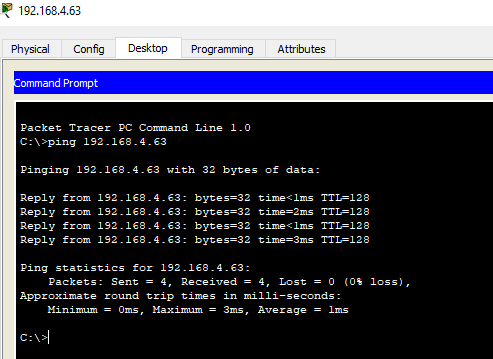 192.168.4.63
Physical Config Desktop Programming Attributes
Command Prompt
Packet Tracer PC Command Line 1.0
C:\>ping 192.168.4.63
Pinging 192.168.4.63 with 32 bytes of data:
Reply from 192.168.4.63: bytes=32 time<1ms TTL=128
Reply from 192.168.4.63: bytes=32 time=2ms TTL=128
Reply from 192.168.4.63: bytes=32 time<1ms TTL=128
Reply from 192.168.4.63: bytes=32 time=3ms TTL=128
Ping statistics for 192.168.4.63:
Packets: Sent = 4, Received = 4, Lost = 0 (0% loss),
Approximate round trip times in milli-seconds:
Minimum = 0ms, Maximum = 3ms, Average = 1ms
C:\>